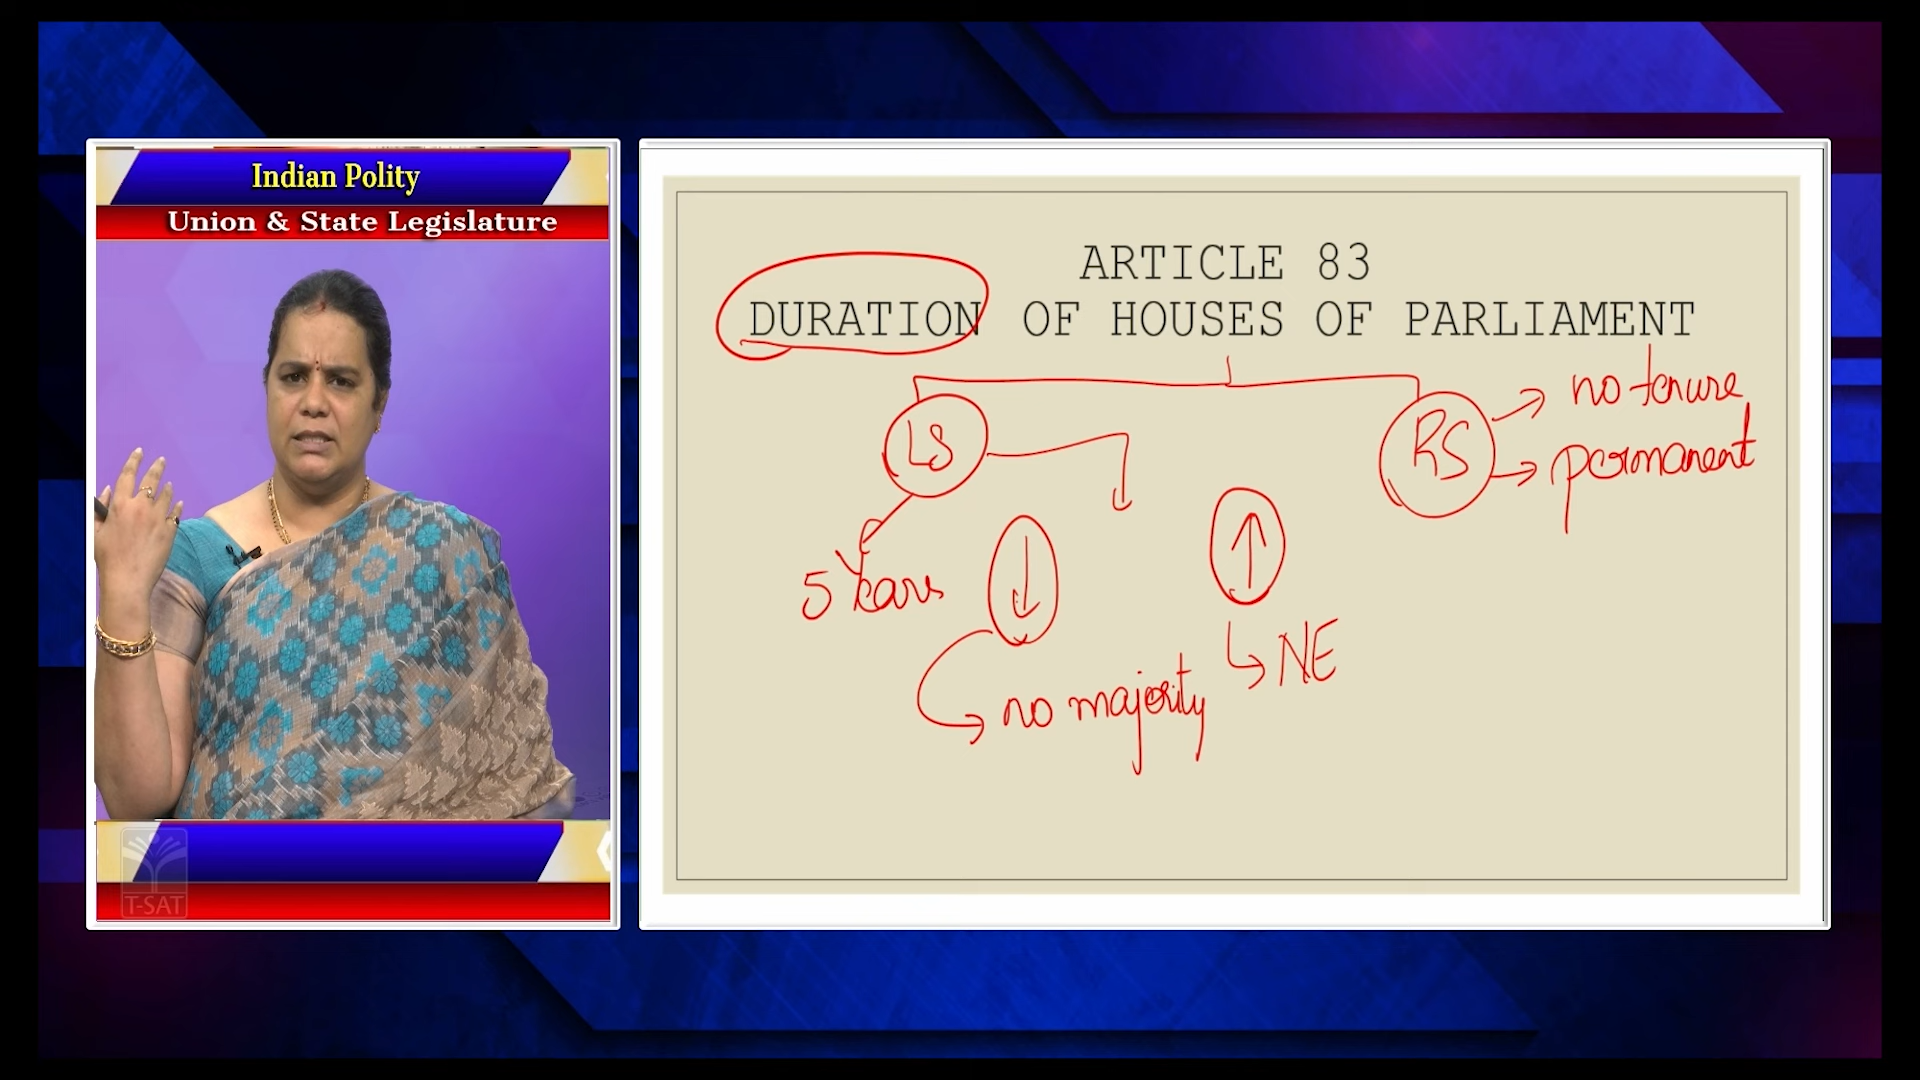 Indian Polity
Union & State Legislature
T-SAT
ARTICLE 83
DURATION OF HOUSES OF PARLIAMENT
LS
RS
no tenure
permanent
5 Years
no majority
NE